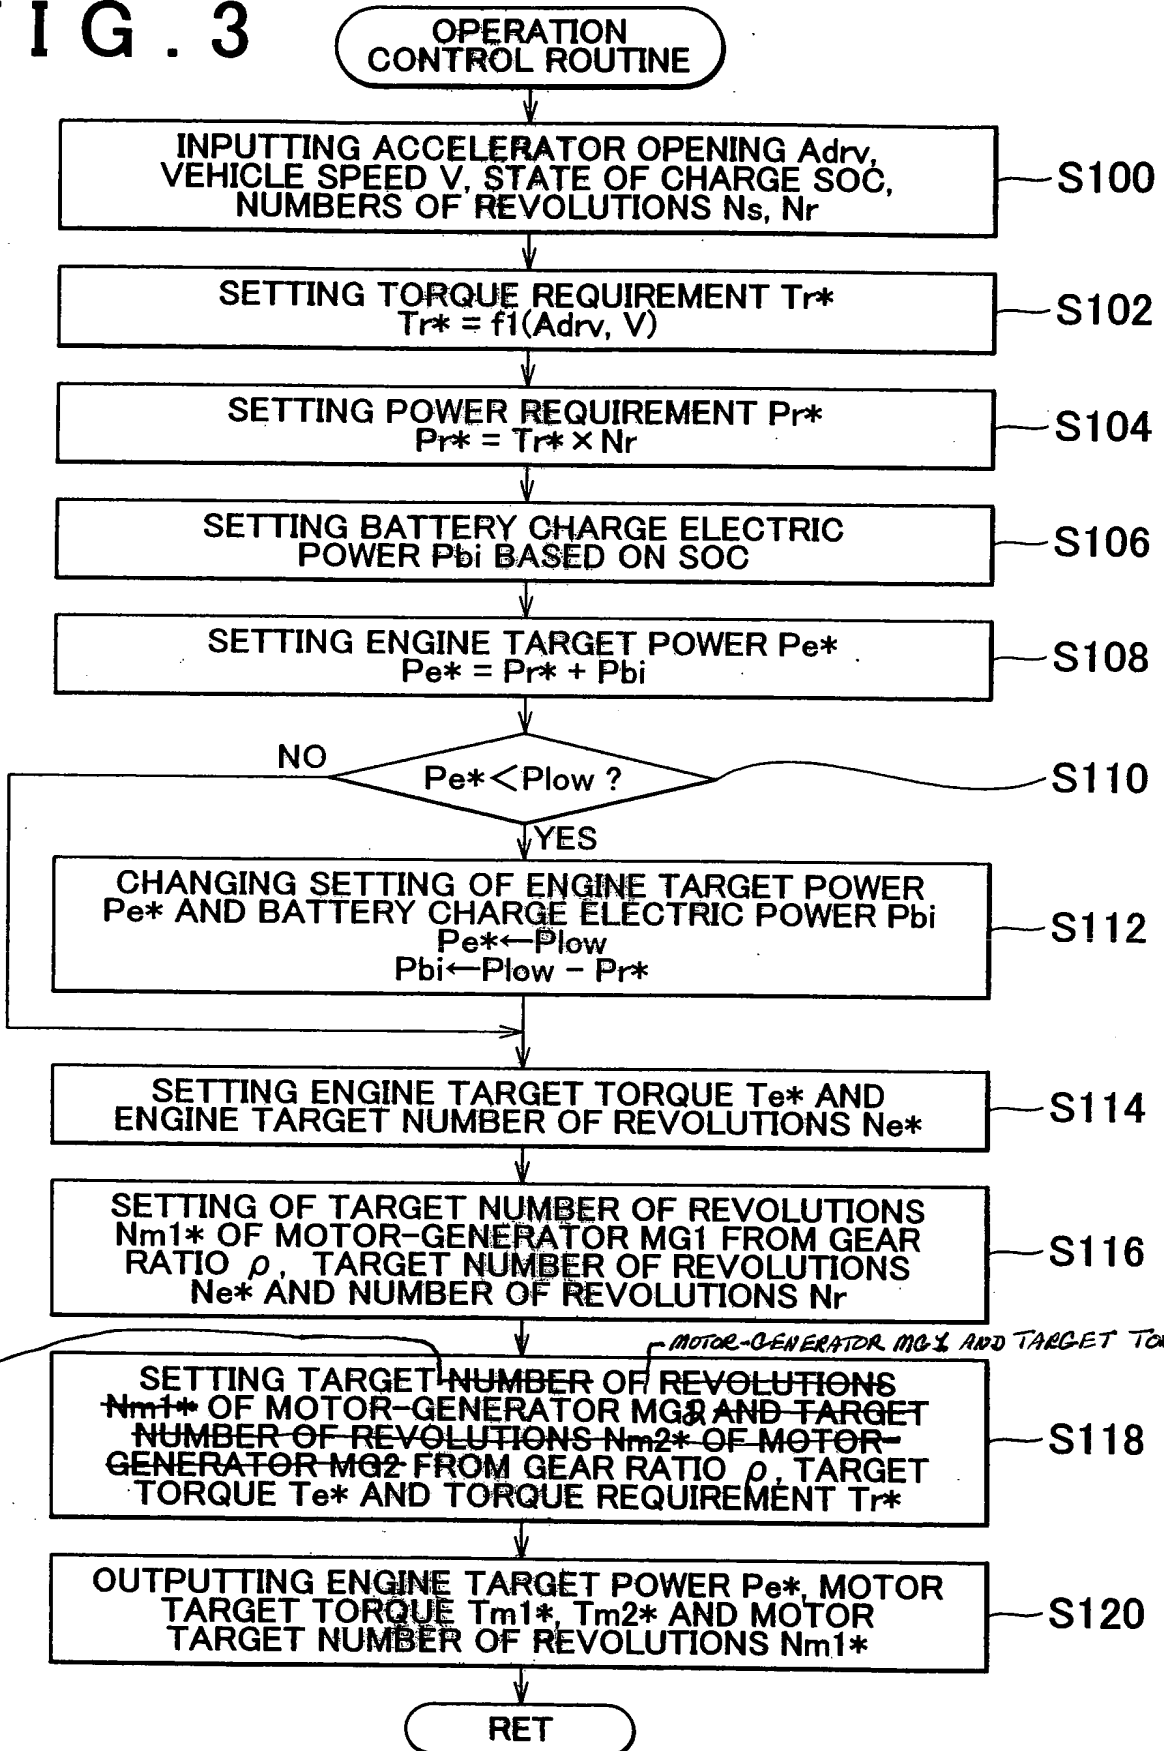 FIG. 3
OPERATION
CONTROL ROUTINE
INPUTTING ACCELERATOR OPENING Adrv,
VEHICLE SPEED V, STATE OF CHARGE SOC,
NUMBERS OF REVOLUTIONS Ns, Nr
S100
SETTING TORQUE REQUIREMENT Tr*
Tr* = f1(Adrv, V)
S102
SETTING POWER REQUIREMENT Pr*
Pr* = Tr* × Nr
S104
SETTING BATTERY CHARGE ELECTRIC
POWER Pbi BASED ON SOC
S106
SETTING ENGINE TARGET POWER Pe*
Pe* = Pr* + Pbi
S108
NO
Pe*<Plow ?
S110
YES
CHANGING SETTING OF ENGINE TARGET POWER
Pe* AND BATTERY CHARGE ELECTRIC POWER Pbi
Pe*←Plow
Pbi←Plow - Pr*
S112
SETTING ENGINE TARGET TORQUE Te* AND
ENGINE TARGET NUMBER OF REVOLUTIONS Ne*
S114
SETTING OF TARGET NUMBER OF REVOLUTIONS
Nm1* OF MOTOR-GENERATOR MG1 FROM GEAR
RATIO ρ, TARGET NUMBER OF REVOLUTIONS
Ne* AND NUMBER OF REVOLUTIONS Nr
S116
MOTOR-GENERATOR MG1 AND TARGET
SETTING TARGET NUMBER OF REVOLUTIONS
Nm1* OF MOTOR-GENERATOR MG2 AND TARGET
NUMBER OF REVOLUTIONS Nm2* OF MOTOR-
GENERATOR MG2 FROM GEAR RATIO ρ, TARGET
TORQUE Te* AND TORQUE REQUIREMENT Tr*
S118
OUTPUTTING ENGINE TARGET POWER Pe*, MOTOR
TARGET TORQUE Tm1*, Tm2* AND MOTOR
TARGET NUMBER OF REVOLUTIONS Nm1*
S120
RET